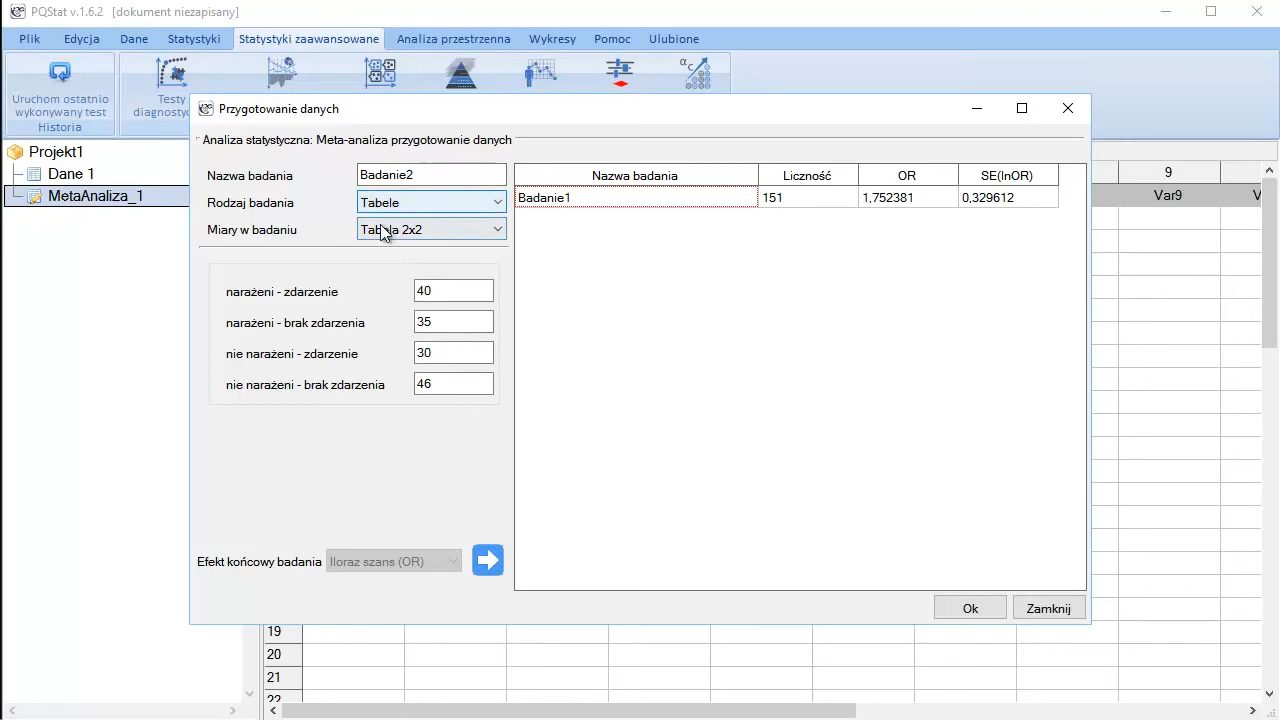 PQStat v.1.6.2 [dokument niezapisany]
Plik Edycja Dane Statystyki Statystyki zaawansowane Analiza przestrzenna Wykresy Pomoc Ulubione
Uruchom ostatnio
wykonywany test
Historia
Testy
Przygotowanie danych
Analiza statystyczna: Meta-analiza przygotowanie danych
Projekt1
Dane 1
MetaAnaliza_1
Nazwa badania Badanie2
Rodzaj badania Tabele
Miary w badaniu Tabela 2x2
narażeni - zdarzenie 40
narażeni - brak zdarzenia 35
nie narażeni - zdarzenie 30
nie narażeni - brak zdarzenia 46
Efekt końcowy badania Iloraz szans (OR)
Nazwa badania Liczność OR SE(lnOR)
Badanie1 151 1,752381 0,329612
Ok Zamknij
9
Var9 V
19
20
21
22